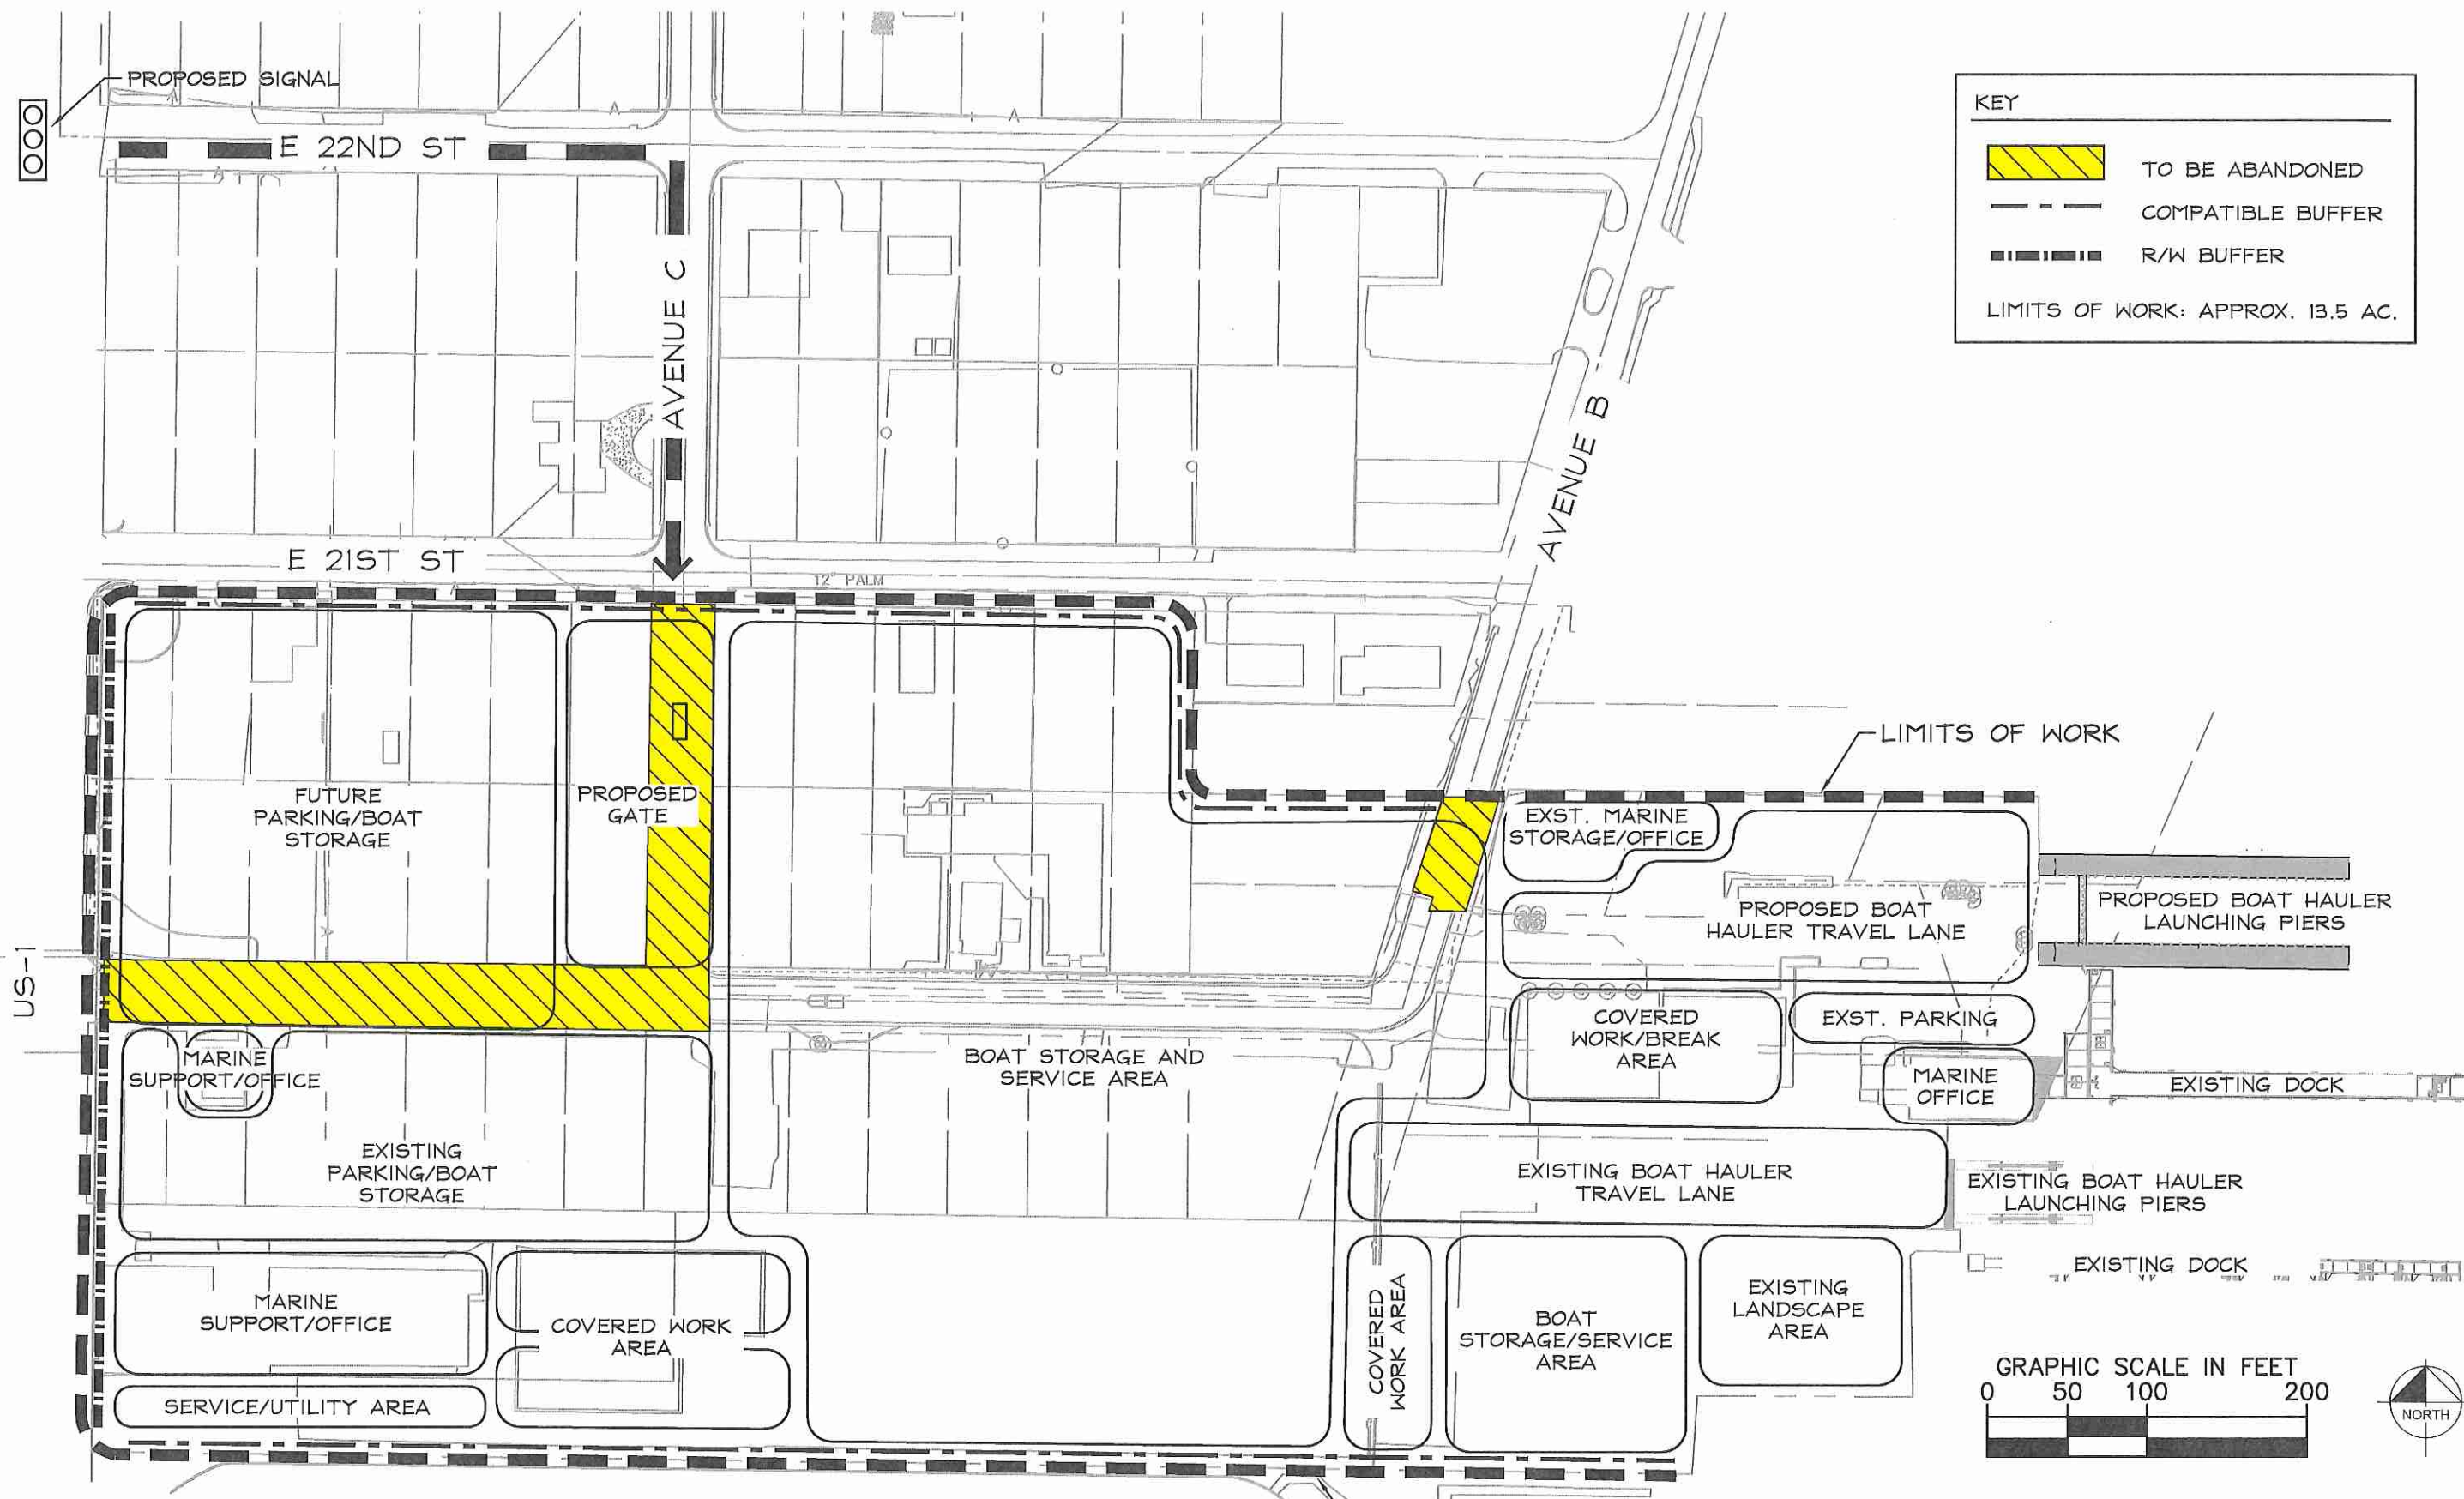 PROPOSED SIGNAL
E 22ND ST
AVENUE C
KEY
TO BE ABANDONED
COMPATIBLE BUFFER
R/W BUFFER
LIMITS OF WORK: APPROX. 13.5 AC.
AVENUE B
E 21ST ST
12" PALM
LIMITS OF WORK
FUTURE
PARKING/BOAT
STORAGE
PROPOSED
GATE
EXST. MARINE
STORAGE/OFFICE
PROPOSED BOAT
HAULER TRAVEL LANE
PROPOSED BOAT HAULER
LAUNCHING PIERS
US-1
COVERED
WORK/BREAK
AREA
EXST. PARKING
MARINE
SUPPORT/OFFICE
BOAT STORAGE AND
SERVICE AREA
MARINE
OFFICE
EXISTING DOCK
EXISTING
PARKING/BOAT
STORAGE
EXISTING BOAT HAULER
TRAVEL LANE
EXISTING BOAT HAULER
LAUNCHING PIERS
EXISTING DOCK
MARINE
SUPPORT/OFFICE
COVERED WORK
AREA
COVERED
WORK AREA
BOAT
STORAGE/SERVICE
AREA
EXISTING
LANDSCAPE
AREA
SERVICE/UTILITY AREA
GRAPHIC SCALE IN FEET
0 50 100 200
NORTH